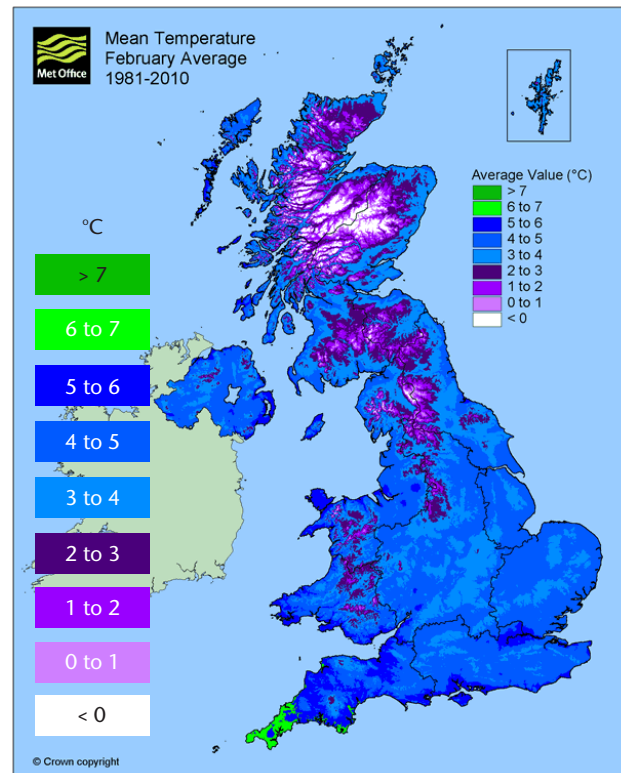 Met Office
Mean Temperature
February Average
1981-2010
Average Value (°C)
> 7
6 to 7
5 to 6
4 to 5
3 to 4
2 to 3
1 to 2
0 to 1
< 0
°C
> 7
6 to 7
5 to 6
4 to 5
3 to 4
2 to 3
1 to 2
0 to 1
< 0
© Crown copyright